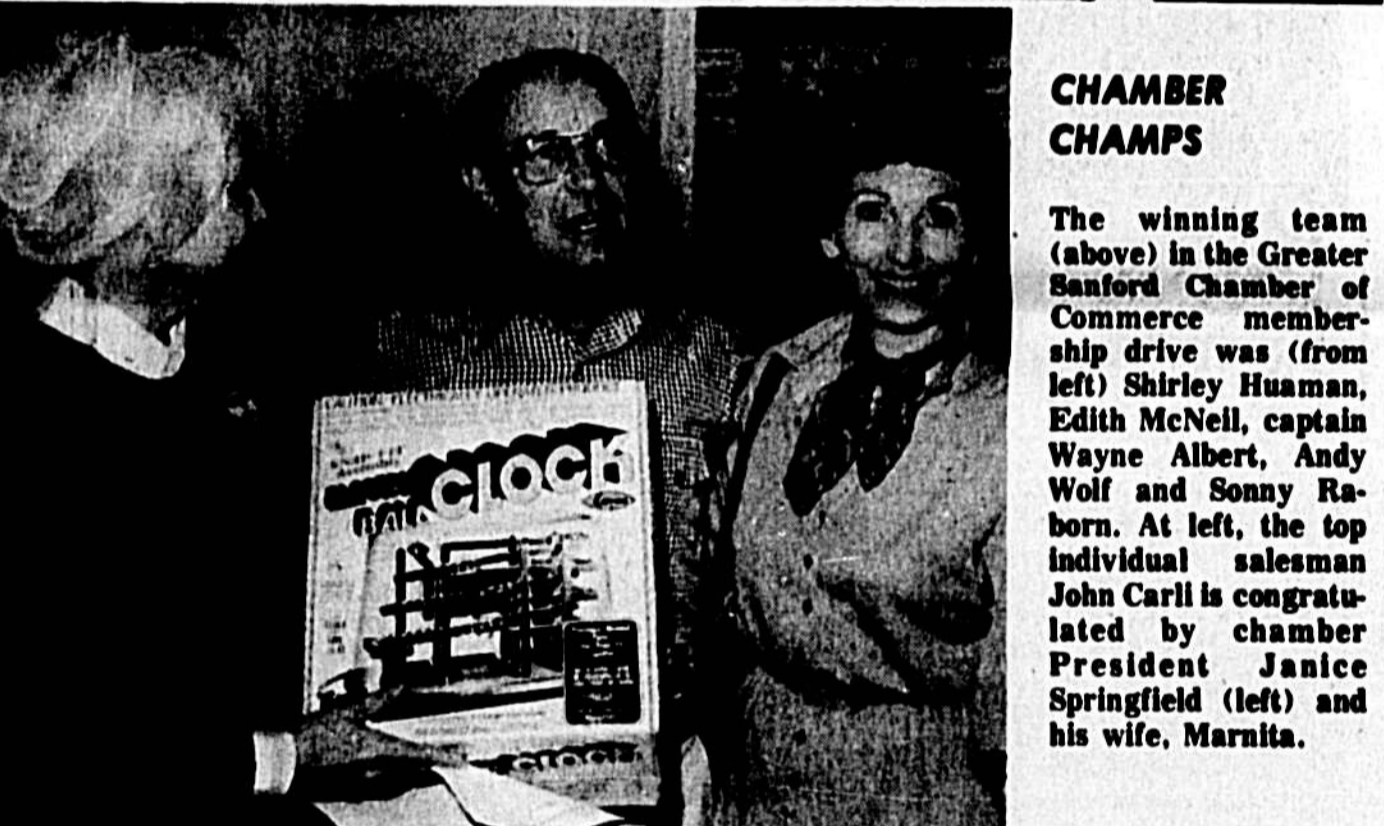 BALL CLOCK
CLOCK
CHAMBER
CHAMPS
The winning team
(above) in the Greater
Sanford Chamber of
Commerce member-
ship drive was (from
left) Shirley Huaman,
Edith McNeil, captain
Wayne Albert, Andy
Wolf and Sonny Ra-
born. At left, the top
individual salesman
John Carli is congratu-
lated by chamber
President Janice
Springfield (left) and
his wife, Marnita.